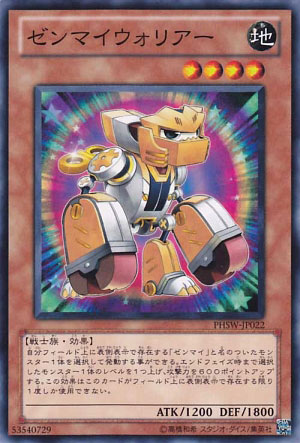 ゼンマイウォリアー
地
PHSW-JP022
【戦士族・効果】
自分フィールド上に表側表示で存在する「ゼンマイ」と名のついたモン
スター1体を選択して発動する事ができる。エンドフェイズ時まで選択
したモンスター1体のレベルを1つ上げ、攻撃力を600ポイントアッ
プする。この効果はこのカードがフィールド上に表側表示で存在する限り
1度しか使用できない。
ATK/1200 DEF/1800
53540729
©高橋和希 スタジオ・ダイス/集英社